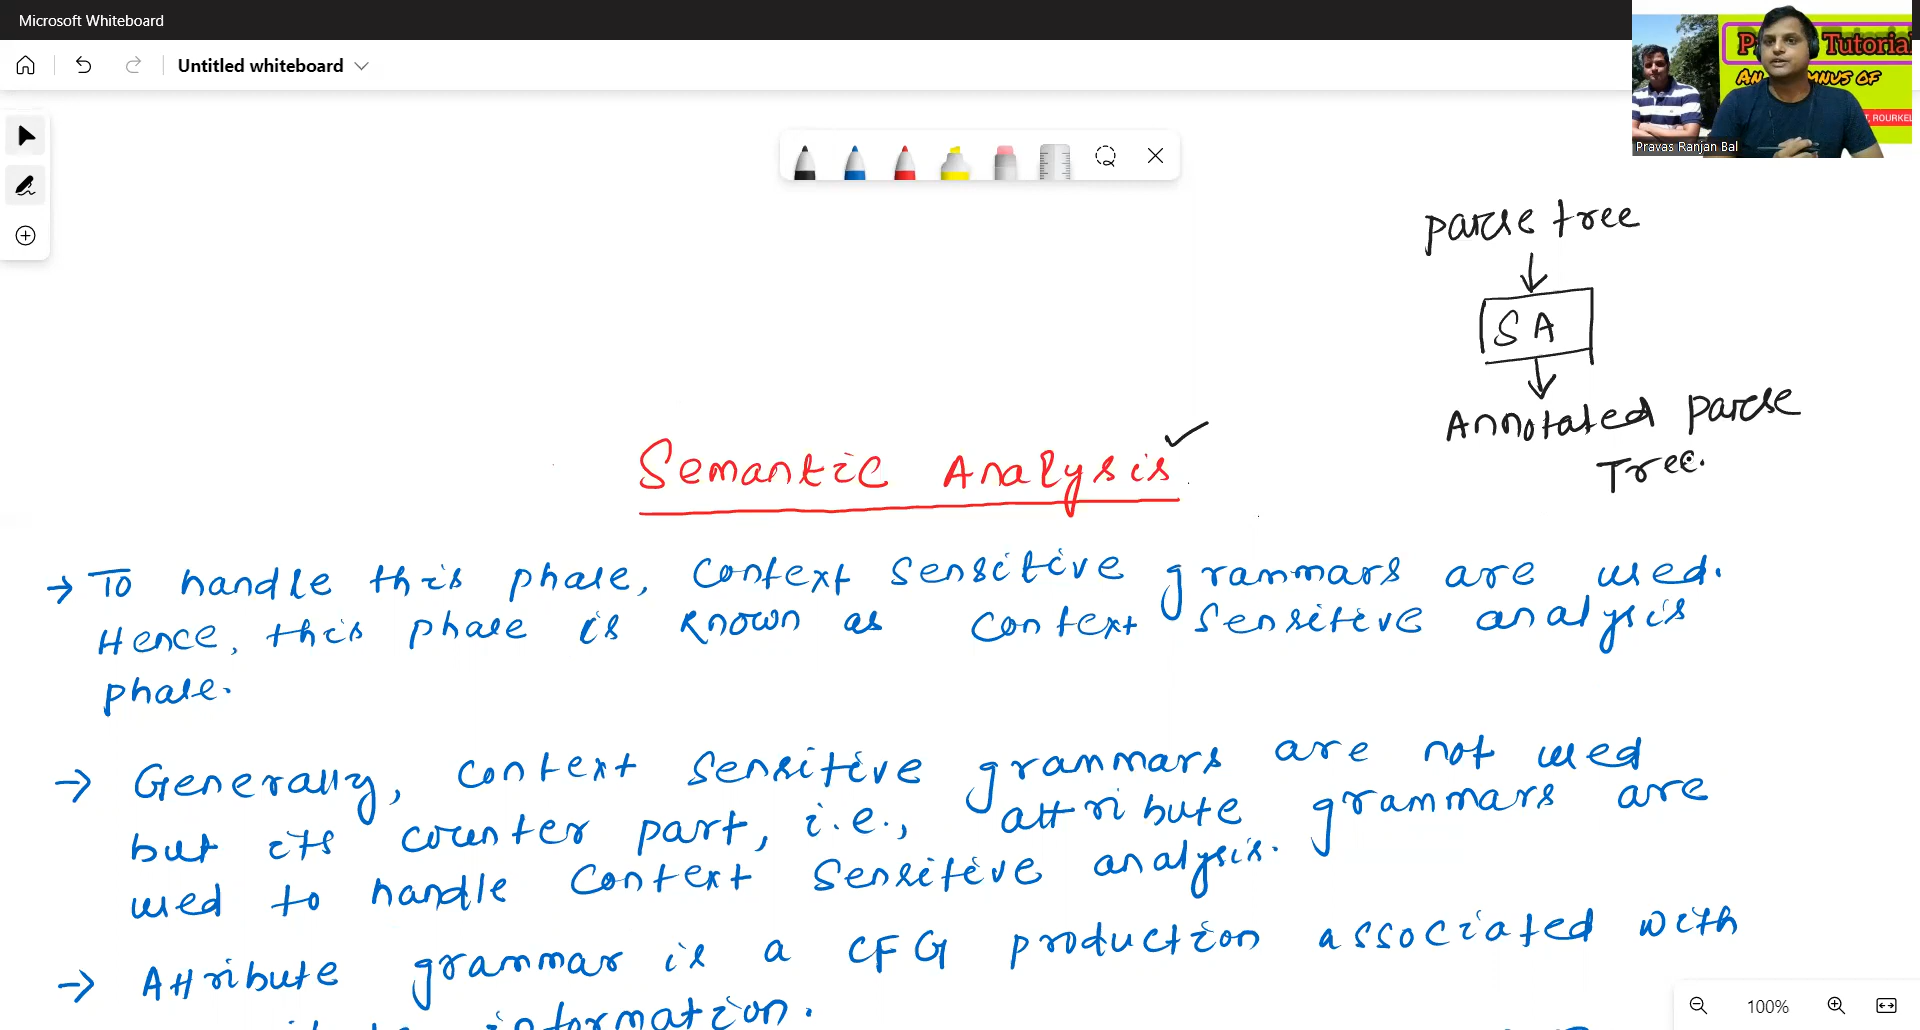 Microsoft Whiteboard
Untitled whiteboard
Tutorial
OF
ROURKEL
Pravas Ranjan Bal
parse tree
SA
Annotated parse
Tree.
Semantic Analysis
→ To handle this phase, context sensitive grammars are used.
Hence, this phase is known as context sensitive analysis
phase.
→ Generally, context sensitive grammars are not used
but its counter part, i.e., attribute grammars are
used to handle context sensitive analysis.
→ Attribute grammar is a CFG production associated with
information.
100%